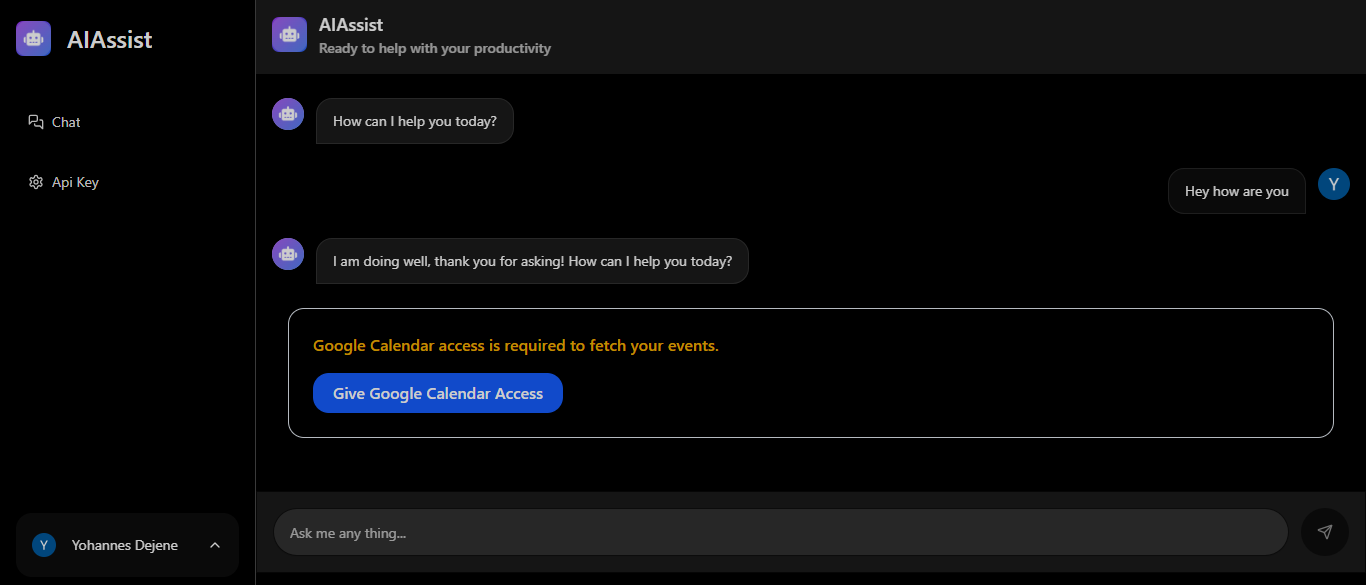 AIAssist
Chat
Api Key
Y
Yohannes Dejene
AIAssist
Ready to help with your productivity
How can I help you today?
Hey how are you
Y
I am doing well, thank you for asking! How can I help you today?
Google Calendar access is required to fetch your events.
Give Google Calendar Access
Ask me any thing...